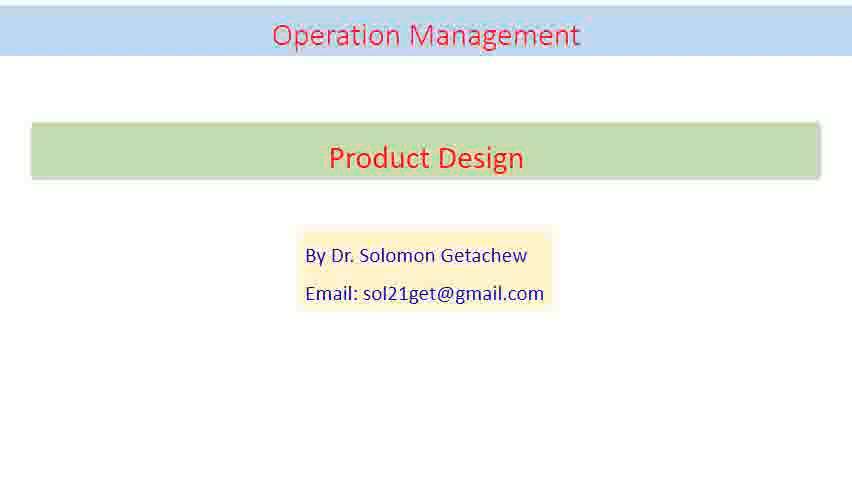 Operation Management
Product Design
By Dr. Solomon Getachew
Email: sol21get@gmail.com